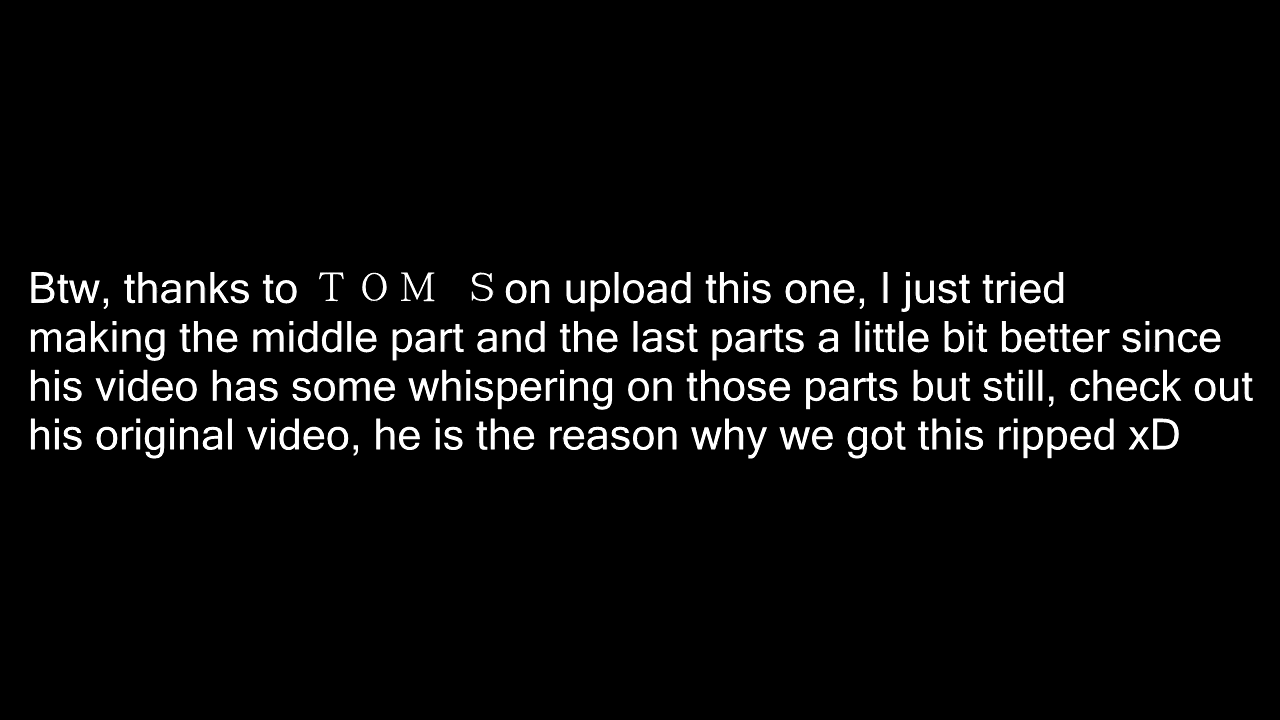 Btw, thanks to ＴＯＭ　Ｓ on upload this one, I just tried
making the middle part and the last parts a little bit better since
his video has some whispering on those parts but still, check out
his original video, he is the reason why we got this ripped xD